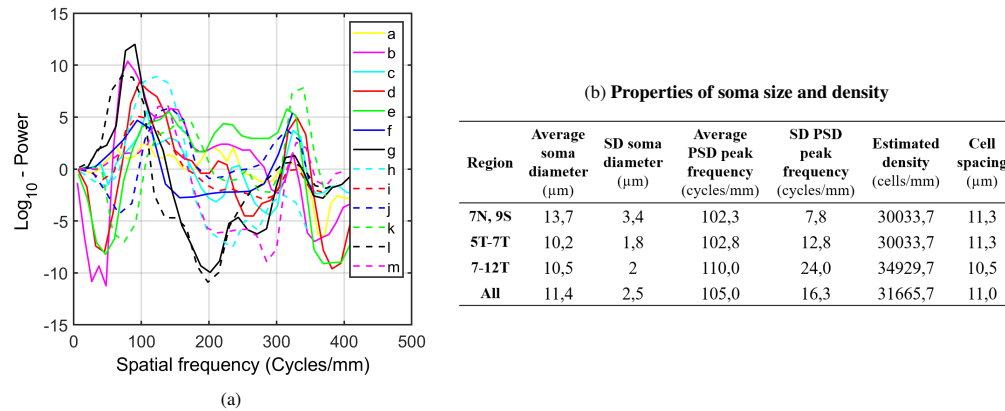 15
10
5
0
-5
-10
-15
0 100 200 300 400 500
Log10 - Power
Spatial frequency (Cycles/mm)
a
b
c
d
e
f
g
h
i
j
k
l
m
(a)
(b) Properties of soma size and density
Region Average soma diameter (µm) SD soma diameter (µm) Average PSD peak frequency (cycles/mm) SD PSD peak frequency (cycles/mm) Estimated density (cells/mm) Cell spacing (µm)
7N, 9S 13,7 3,4 102,3 7,8 30033,7 11,3
5T-7T 10,2 1,8 102,8 12,8 30033,7 11,3
7-12T 10,5 2 110,0 24,0 34929,7 10,5
All 11,4 2,5 105,0 16,3 31665,7 11,0